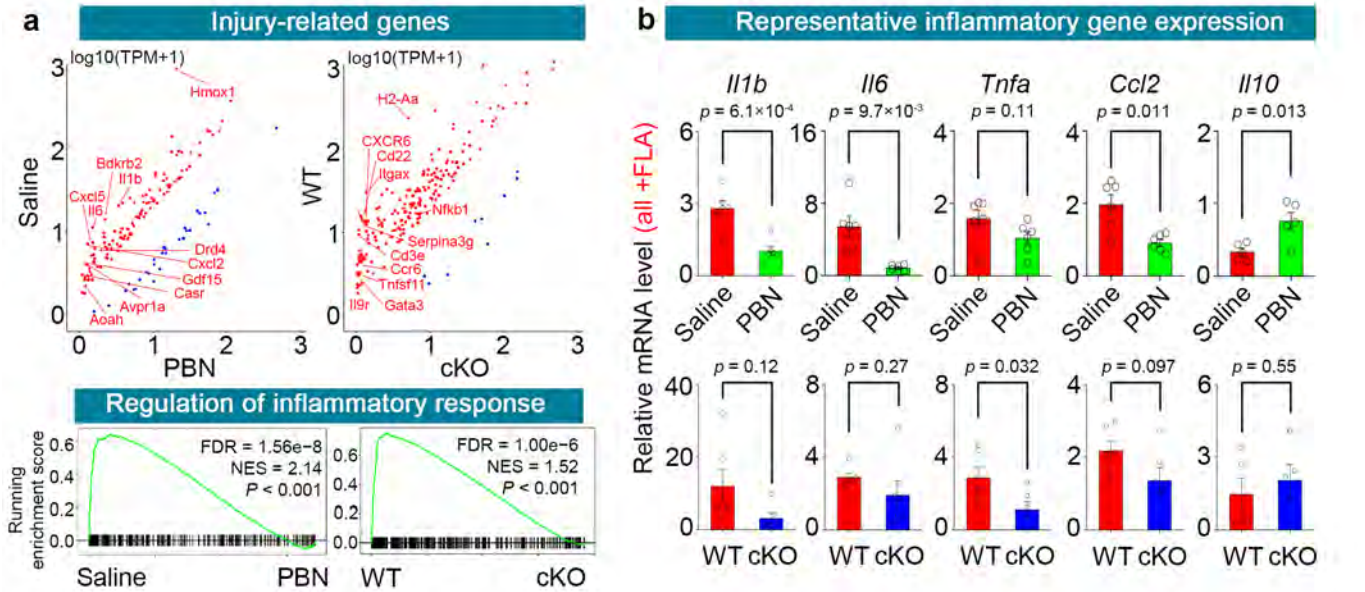 a
Injury-related genes
log10(TPM+1)
Saline
3
2
1
0
Hmox1
Bdkrb2
Il1b
Cxcl5
Il6
Drd4
Cxcl2
Gdf15
Casr
Avpr1a
Aoah
0 1 2 3
PBN
log10(TPM+1)
WT
3
2
1
0
H2-Aa
CXCR6
Cd22
Itgax
Nfkb1
Serpina3g
Cd3e
Ccr6
Tnfsf11
Il9r
Gata3
0 1 2 3
cKO
Regulation of inflammatory response
Running
enrichment score
0.6
0.4
0.2
0.0
FDR = 1.56e−8
NES = 2.14
P < 0.001
Saline PBN
0.6
0.4
0.2
0.0
FDR = 1.00e−6
NES = 1.52
P < 0.001
WT cKO
b
Representative inflammatory gene expression
Relative mRNA level (all +FLA)
Il1b
p = 6.1×10-4
6
3
0
Saline PBN
Il6
p = 9.7×10-3
16
8
0
Saline PBN
Tnfa
p = 0.11
4
2
0
Saline PBN
Ccl2
p = 0.011
4
2
0
Saline PBN
Il10
p = 0.013
2
1
0
Saline PBN
p = 0.12
40
20
0
WT cKO
p = 0.27
8
4
0
WT cKO
p = 0.032
8
4
0
WT cKO
p = 0.097
4
2
0
WT cKO
p = 0.55
6
3
0
WT cKO